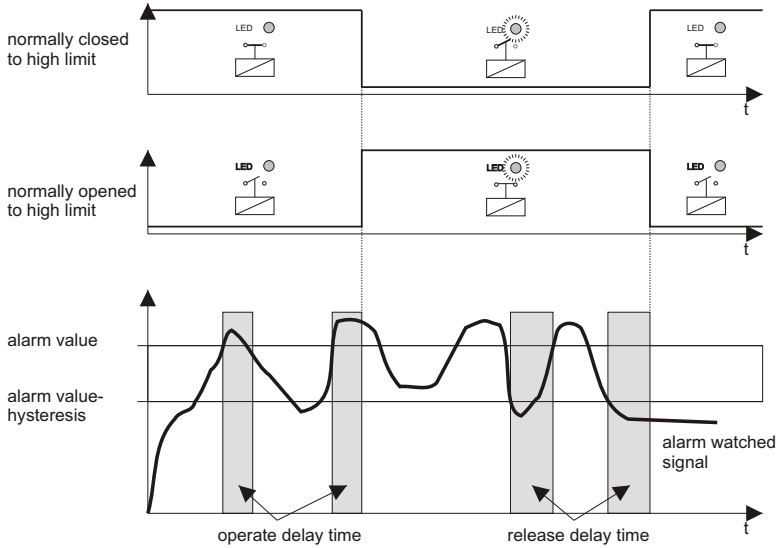 normally closed
to high limit
LED
LED
LED
t
normally opened
to high limit
LED
LED
LED
t
alarm value
alarm value-
hysteresis
alarm watched
signal
t
operate delay time
release delay time